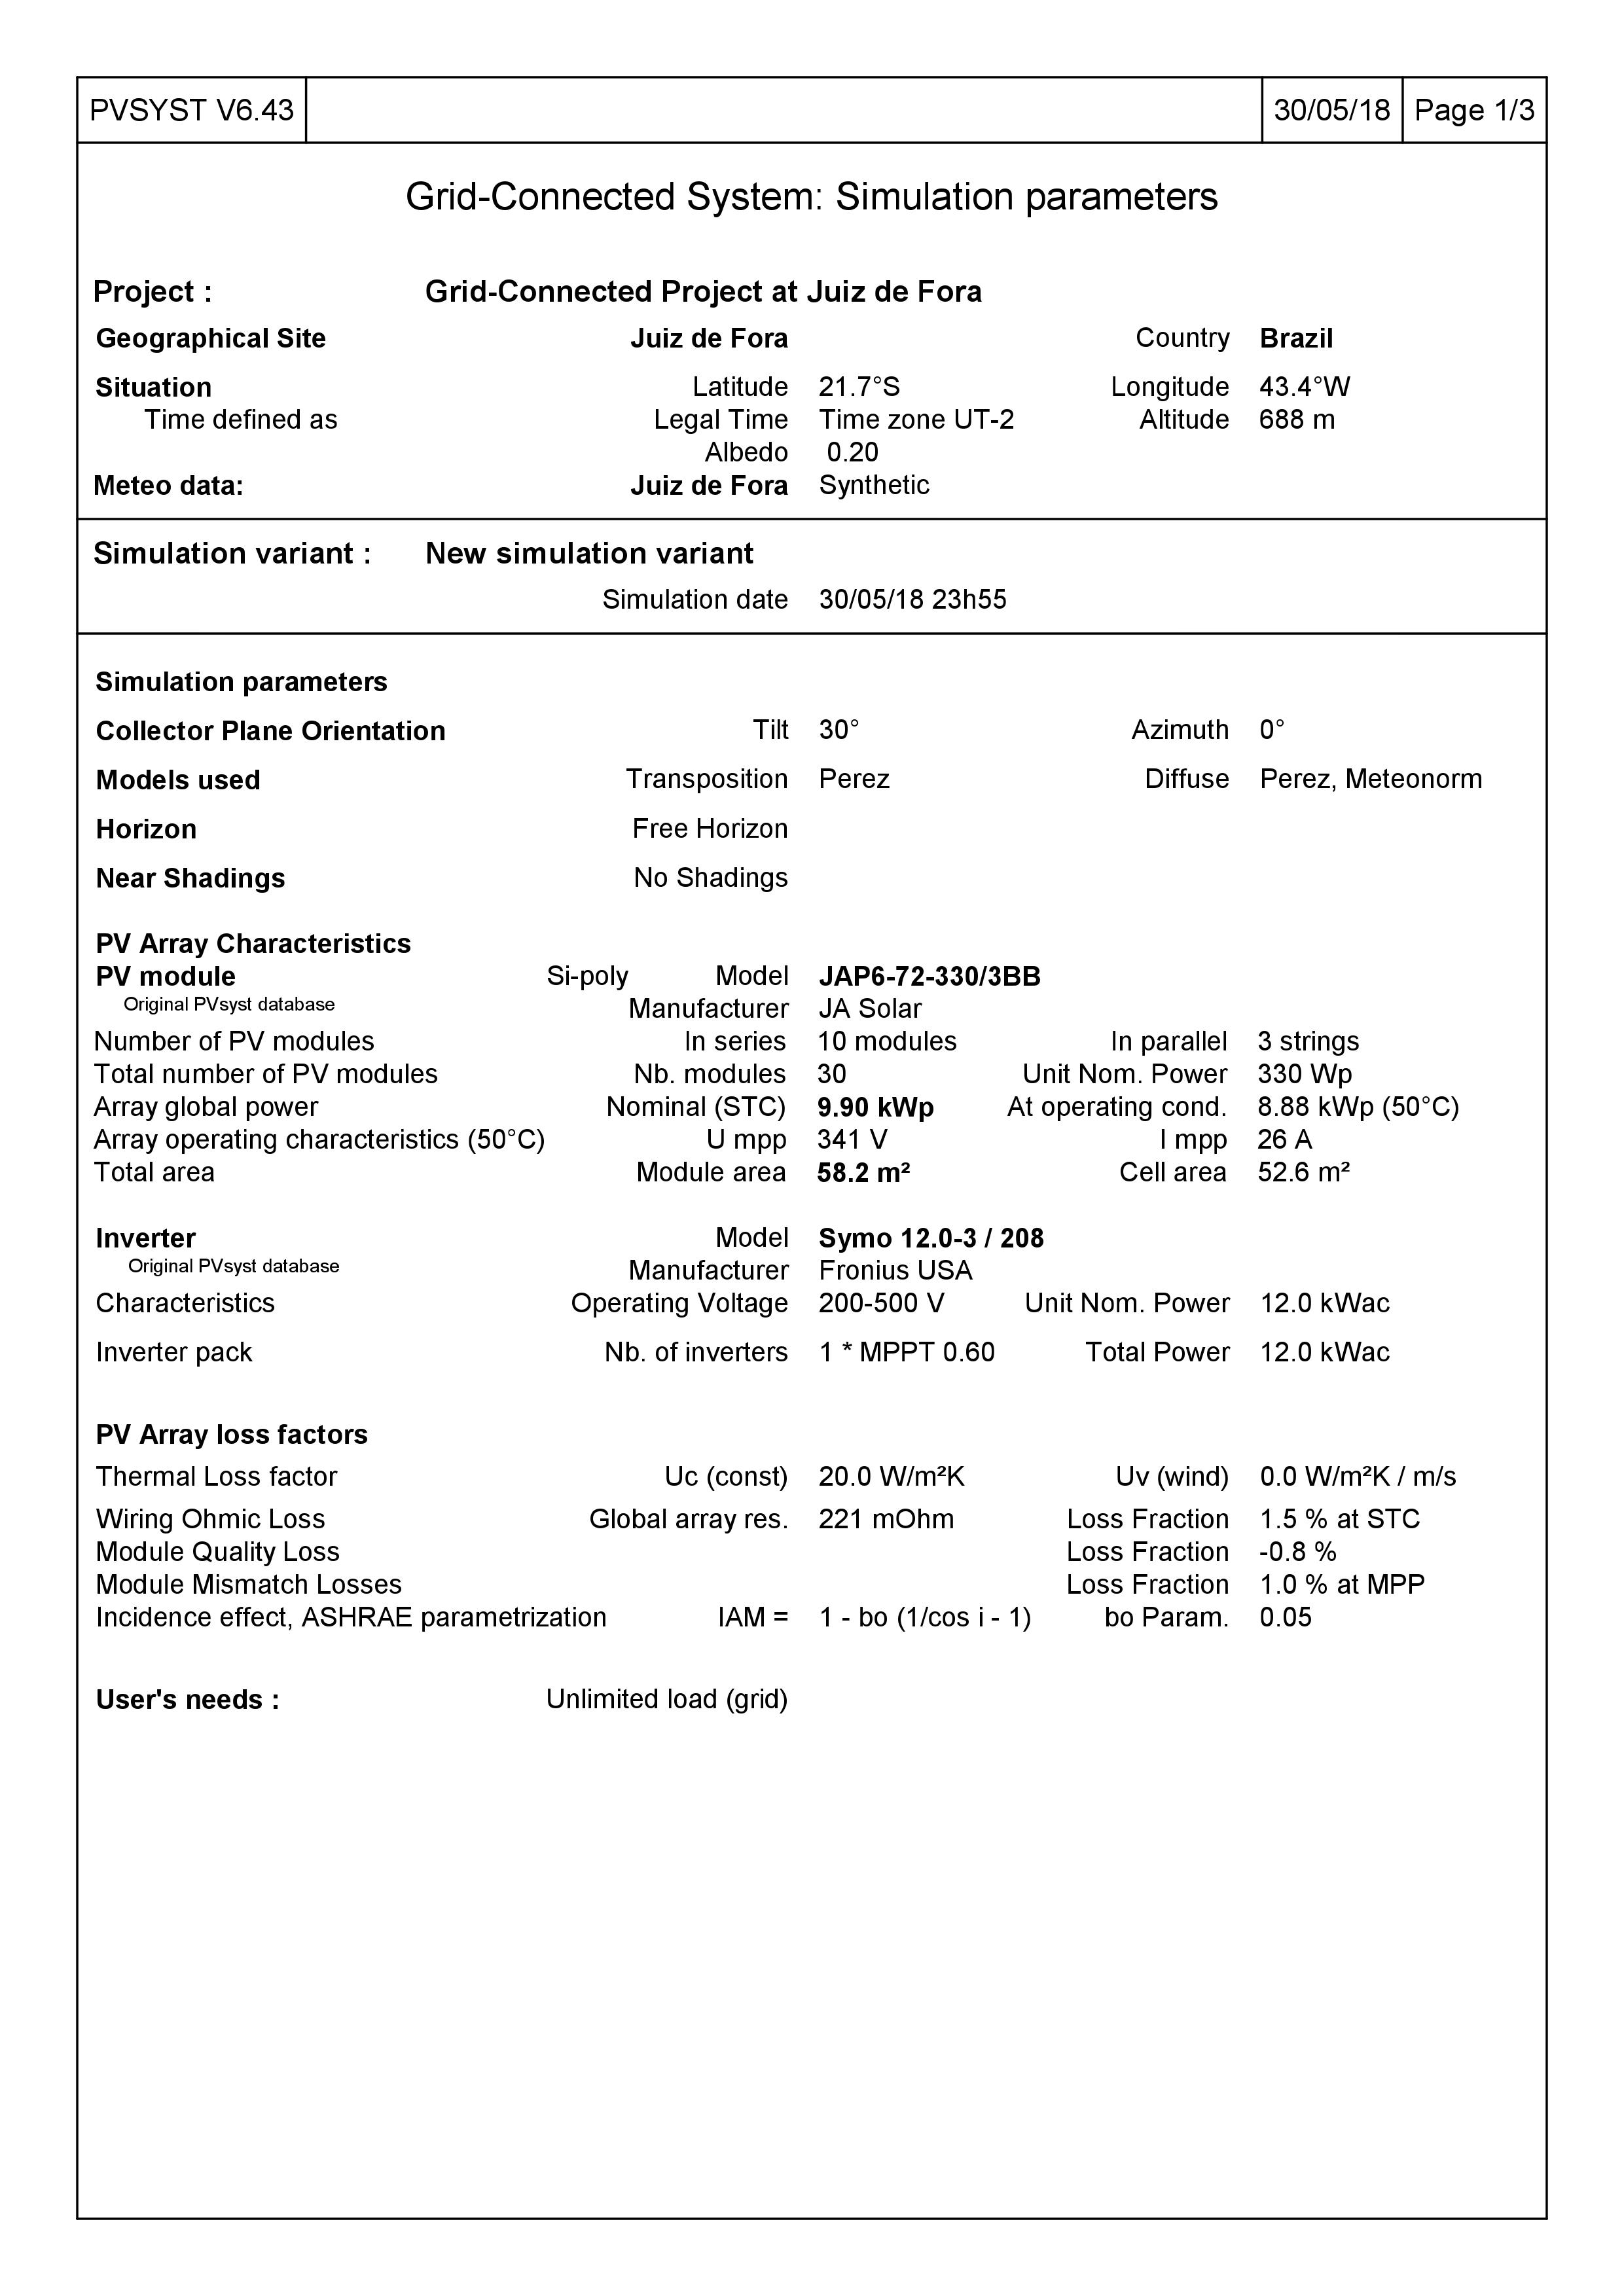 PVSYST V6.43 30/05/18 Page 1/3
Grid-Connected System: Simulation parameters
Project : Grid-Connected Project at Juiz de Fora
Geographical Site Juiz de Fora Country Brazil
Situation Latitude 21.7°S Longitude 43.4°W
Time defined as Legal Time Time zone UT-2 Altitude 688 m
Albedo 0.20
Meteo data: Juiz de Fora Synthetic
Simulation variant : New simulation variant
Simulation date 30/05/18 23h55
Simulation parameters
Collector Plane Orientation Tilt 30° Azimuth 0°
Models used Transposition Perez Diffuse Perez, Meteonorm
Horizon Free Horizon
Near Shadings No Shadings
PV Array Characteristics
PV module Si-poly Model JAP6-72-330/3BB
Original PVsyst database Manufacturer JA Solar
Number of PV modules In series 10 modules In parallel 3 strings
Total number of PV modules Nb. modules 30 Unit Nom. Power 330 Wp
Array global power Nominal (STC) 9.90 kWp At operating cond. 8.88 kWp (50°C)
Array operating characteristics (50°C) U mpp 341 V I mpp 26 A
Total area Module area 58.2 m² Cell area 52.6 m²
Inverter Model Symo 12.0-3 / 208
Original PVsyst database Manufacturer Fronius USA
Characteristics Operating Voltage 200-500 V Unit Nom. Power 12.0 kWac
Inverter pack Nb. of inverters 1 * MPPT 0.60 Total Power 12.0 kWac
PV Array loss factors
Thermal Loss factor Uc (const) 20.0 W/m²K Uv (wind) 0.0 W/m²K / m/s
Wiring Ohmic Loss Global array res. 221 mOhm Loss Fraction 1.5 % at STC
Module Quality Loss Loss Fraction -0.8 %
Module Mismatch Losses Loss Fraction 1.0 % at MPP
Incidence effect, ASHRAE parametrization IAM = 1 - bo (1/cos i - 1) bo Param. 0.05
User's needs : Unlimited load (grid)